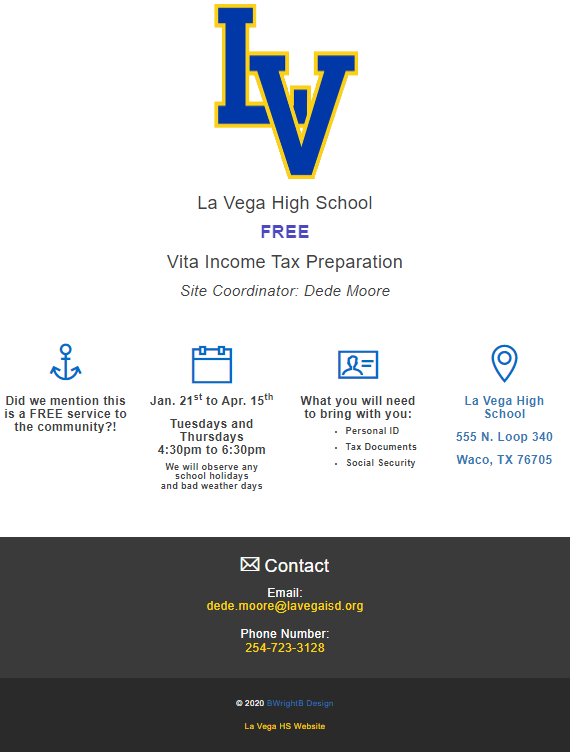 LV
La Vega High School
FREE
Vita Income Tax Preparation
Site Coordinator: Dede Moore
Did we mention this
is a FREE service to
the community?!
Jan. 21st to Apr. 15th
Tuesdays and
Thursdays
4:30pm to 6:30pm
We will observe any
school holidays
and bad weather days
What you will need
to bring with you:
• Personal ID
• Tax Documents
• Social Security
La Vega High
School
555 N. Loop 340
Waco, TX 76705
Contact
Email:
dede.moore@lavegaisd.org
Phone Number:
254-723-3128
© 2020 BWrightB Design
La Vega HS Website